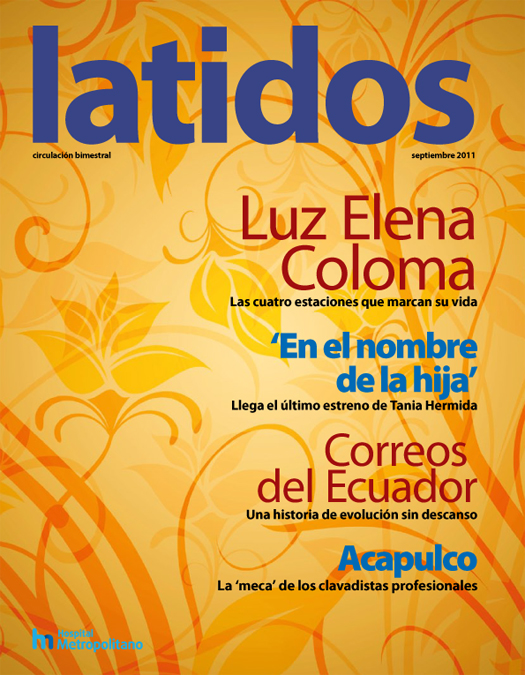 latidos
circulación bimestral
septiembre 2011
Luz Elena
Coloma
Las cuatro estaciones que marcan su vida
‘En el nombre
de la hija’
Llega el último estreno de Tania Hermida
Correos
del Ecuador
Una historia de evolución sin descanso
Acapulco
La ‘meca’ de los clavadistas profesionales
hm Hospital
Metropolitano